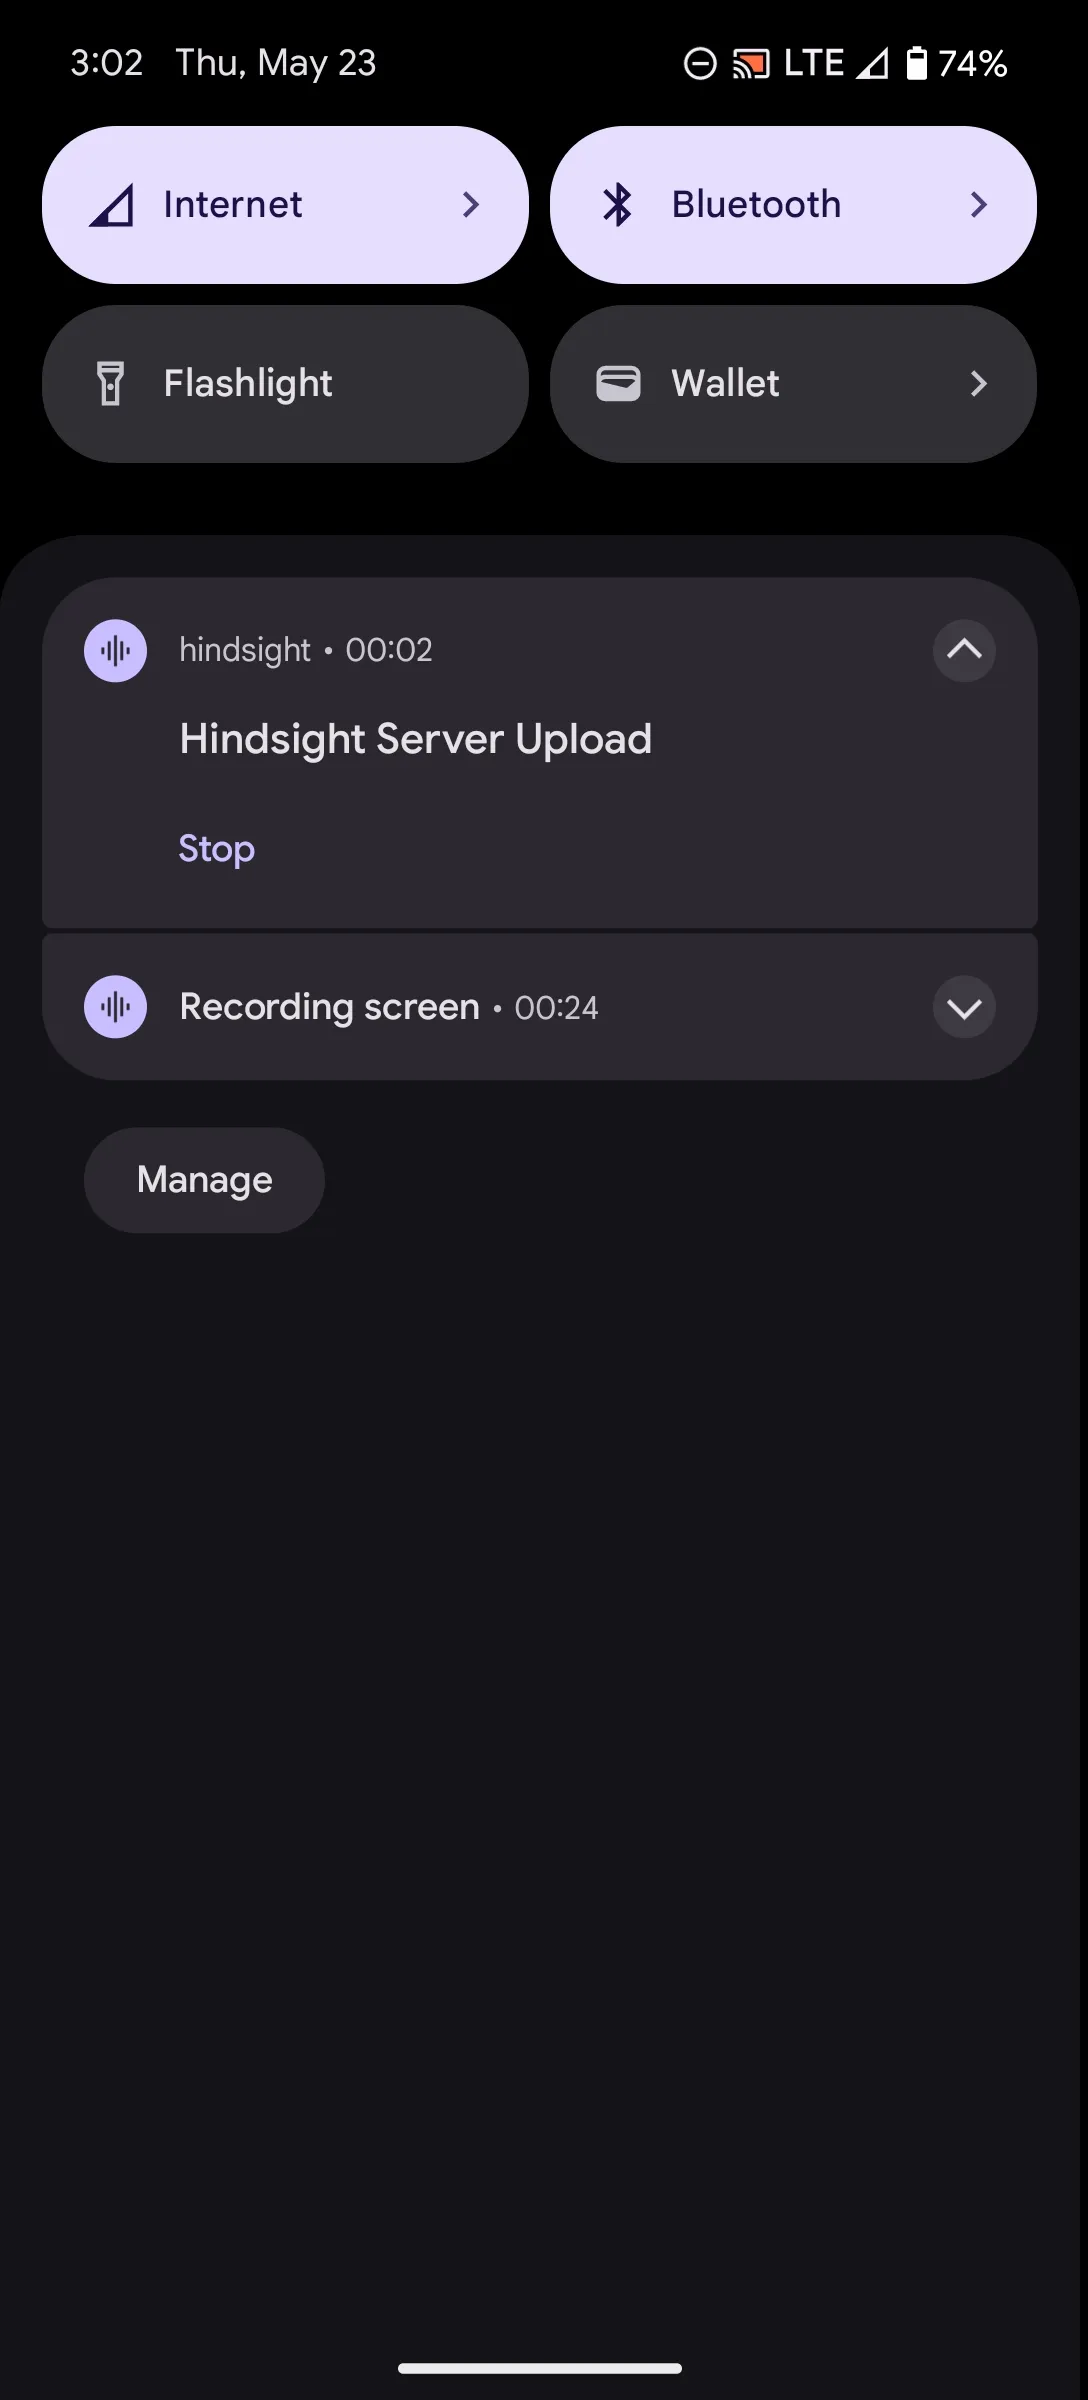 3:02 Thu, May 23 LTE 74%
Internet Bluetooth
Flashlight Wallet
hindsight • 00:02
Hindsight Server Upload
Stop
Recording screen • 00:24
Manage